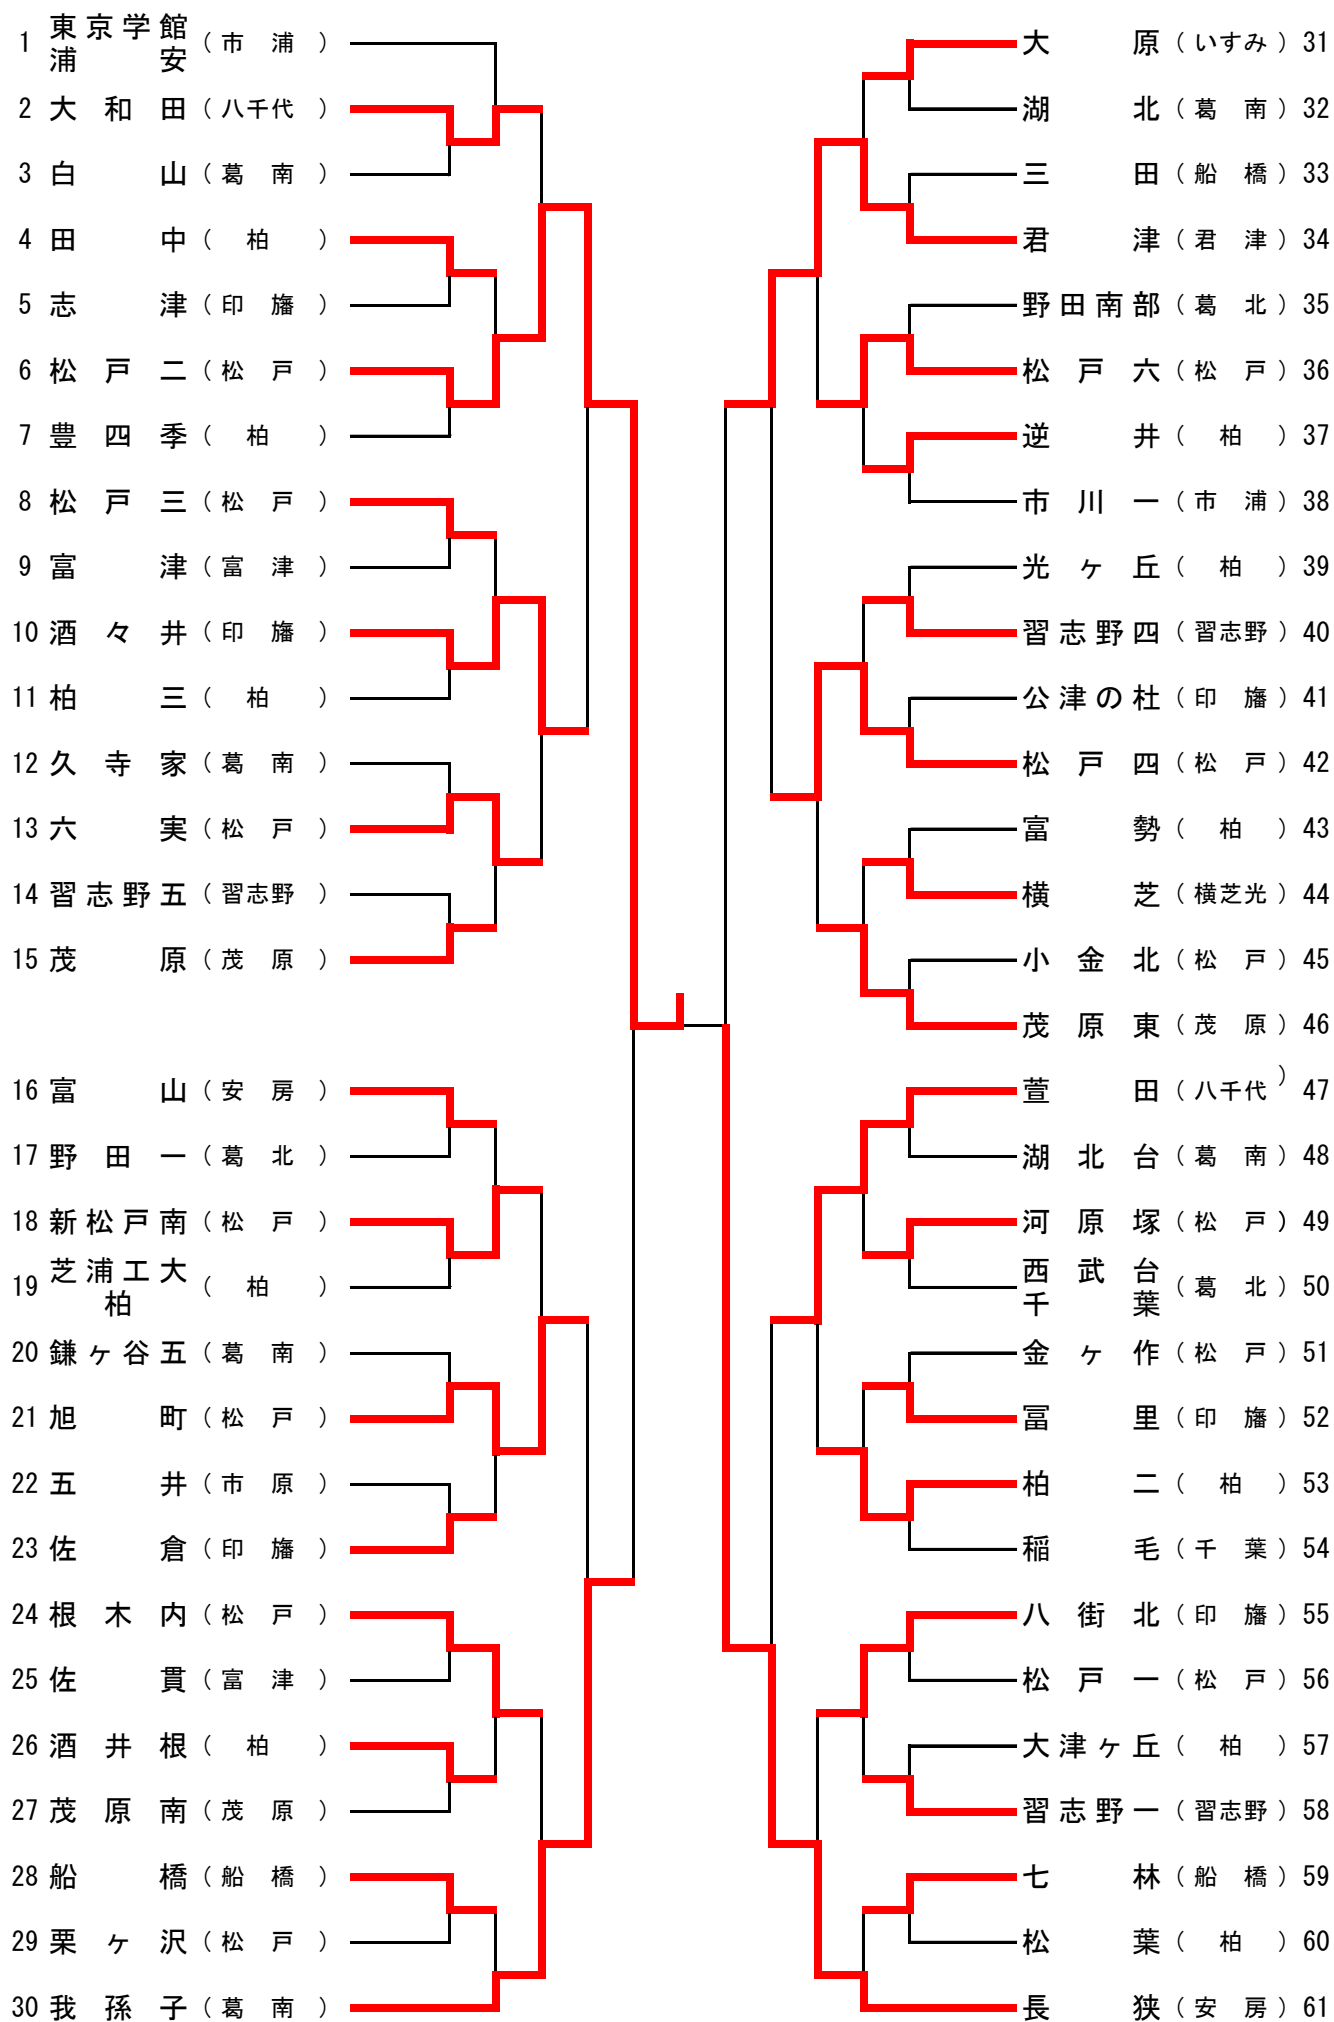 1 東京学館浦安 (市浦)
2 大和田 (八千代)
3 白山 (葛南)
4 田中 (柏)
5 志津 (印旛)
6 松戸二 (松戸)
7 豊四季 (柏)
8 松戸三 (松戸)
9 富津 (富津)
10 酒々井 (印旛)
11 柏三 (柏)
12 久寺家 (葛南)
13 六実 (松戸)
14 習志野五 (習志野)
15 茂原 (茂原)
16 富山 (安房)
17 野田一 (葛北)
18 新松戸南 (松戸)
19 芝浦工大柏 (柏)
20 鎌ヶ谷五 (葛南)
21 旭町 (松戸)
22 五井 (市原)
23 佐倉 (印旛)
24 根木内 (松戸)
25 佐貫 (富津)
26 酒井根 (柏)
27 茂原南 (茂原)
28 船橋 (船橋)
29 栗ヶ沢 (松戸)
30 我孫子 (葛南)
大原 (いすみ) 31
湖北 (葛南) 32
三田 (船橋) 33
君津 (君津) 34
野田南部 (葛北) 35
松戸六 (松戸) 36
逆井 (柏) 37
市川一 (市浦) 38
光ヶ丘 (柏) 39
習志野四 (習志野) 40
公津の杜 (印旛) 41
松戸四 (松戸) 42
富勢 (柏) 43
横芝 (横芝光) 44
小金北 (松戸) 45
茂原東 (茂原) 46
萱田 (八千代) 47
湖北台 (葛南) 48
河原塚 (松戸) 49
西武台千葉 (葛北) 50
金ヶ作 (松戸) 51
冨里 (印旛) 52
柏二 (柏) 53
稲毛 (千葉) 54
八街北 (印旛) 55
松戸一 (松戸) 56
大津ヶ丘 (柏) 57
習志野一 (習志野) 58
七林 (船橋) 59
松葉 (柏) 60
長狭 (安房) 61